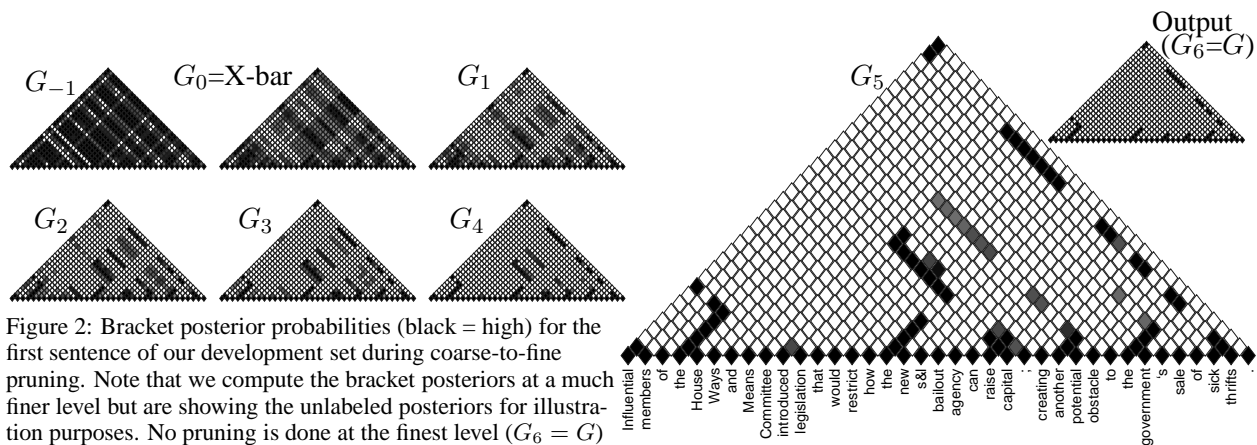 G₋₁
G₀=X-bar
G₁
G₂
G₃
G₄
Figure 2: Bracket posterior probabilities (black = high) for the
first sentence of our development set during coarse-to-fine
pruning. Note that we compute the bracket posteriors at a much
finer level but are showing the unlabeled posteriors for illustra-
tion purposes. No pruning is done at the finest level (G₆ = G)
G₅
Output
(G₆=G)
Influential
members
of
the
House
Ways
and
Means
Committee
introduced
legislation
that
would
restrict
how
the
new
s&l
bailout
agency
can
raise
capital
;
creating
another
potential
obstacle
to
the
government
's
sale
of
sick
thrifts
.